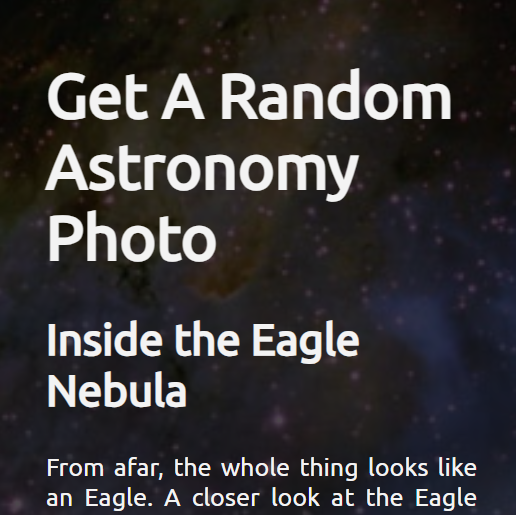 Get A Random
Astronomy
Photo
Inside the Eagle
Nebula
From afar, the whole thing looks like
an Eagle. A closer look at the Eagle